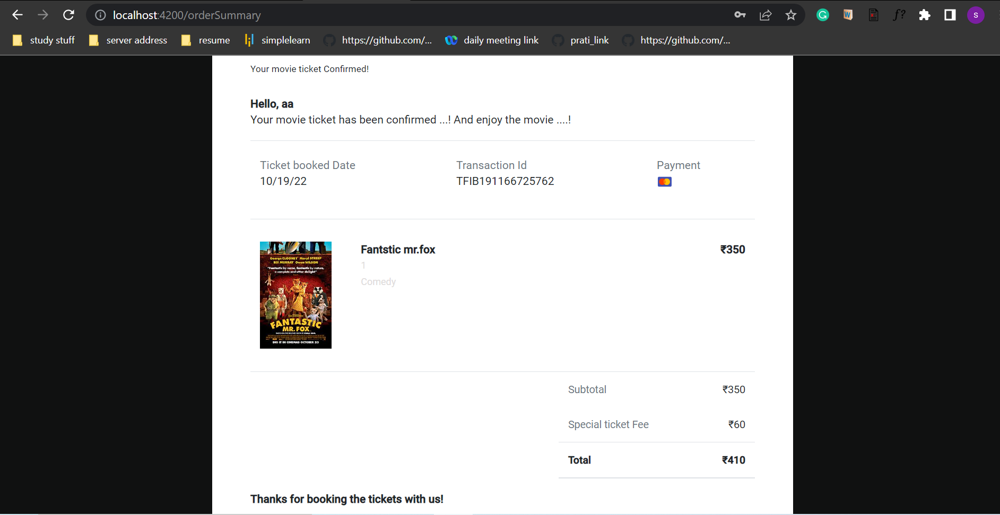 localhost:4200/orderSummary
study stuff
server address
resume
simplelearn
https://github.com/...
daily meeting link
prati_link
https://github.com/...
Your movie ticket Confirmed!
Hello, aa
Your movie ticket has been confirmed ...! And enjoy the movie ....!
Ticket booked Date
10/19/22
Transaction Id
TFIB191166725762
Payment
George CLOONEY Meryl STREEP
Bill MURRAY Owen WILSON
"Fantastic by name, fantastic by nature,
a complete and utter delight"
FANTASTIC
MR. FOX
DIG IT IN CINEMAS OCTOBER 23
Fantstic mr.fox
₹350
1
Comedy
Subtotal ₹350
Special ticket Fee ₹60
Total ₹410
Thanks for booking the tickets with us!